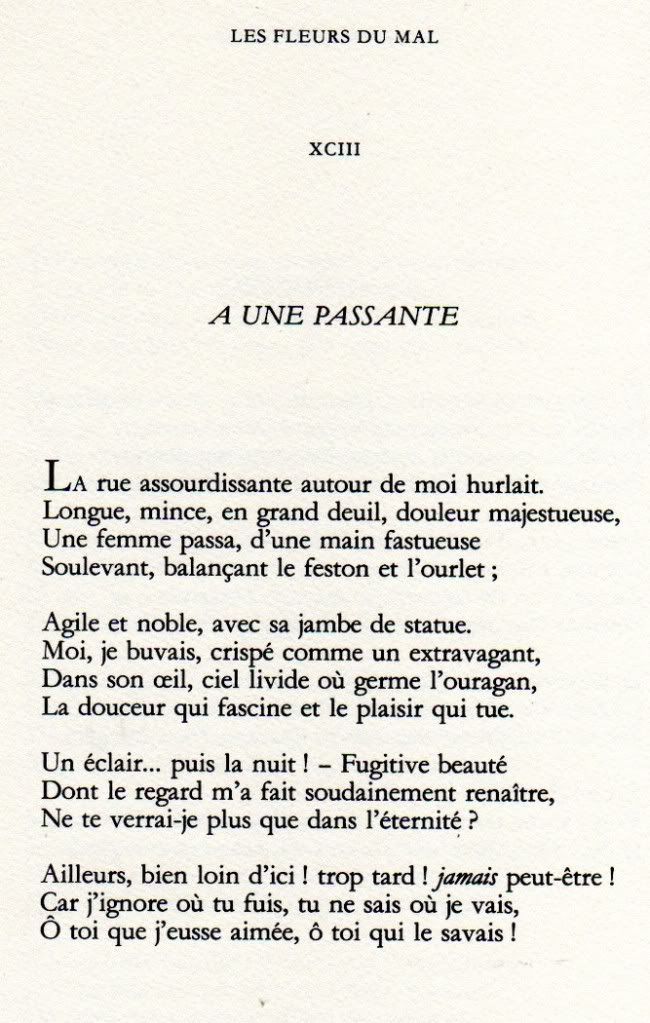 LES FLEURS DU MAL
XCIII
A UNE PASSANTE
LA rue assourdissante autour de moi hurlait.
Longue, mince, en grand deuil, douleur majestueuse,
Une femme passa, d'une main fastueuse
Soulevant, balançant le feston et l'ourlet ;
Agile et noble, avec sa jambe de statue.
Moi, je buvais, crispé comme un extravagant,
Dans son œil, ciel livide où germe l'ouragan,
La douceur qui fascine et le plaisir qui tue.
Un éclair... puis la nuit ! – Fugitive beauté
Dont le regard m'a fait soudainement renaître,
Ne te verrai-je plus que dans l'éternité ?
Ailleurs, bien loin d'ici ! trop tard ! jamais peut-être !
Car j'ignore où tu fuis, tu ne sais où je vais,
Ô toi que j'eusse aimée, ô toi qui le savais !